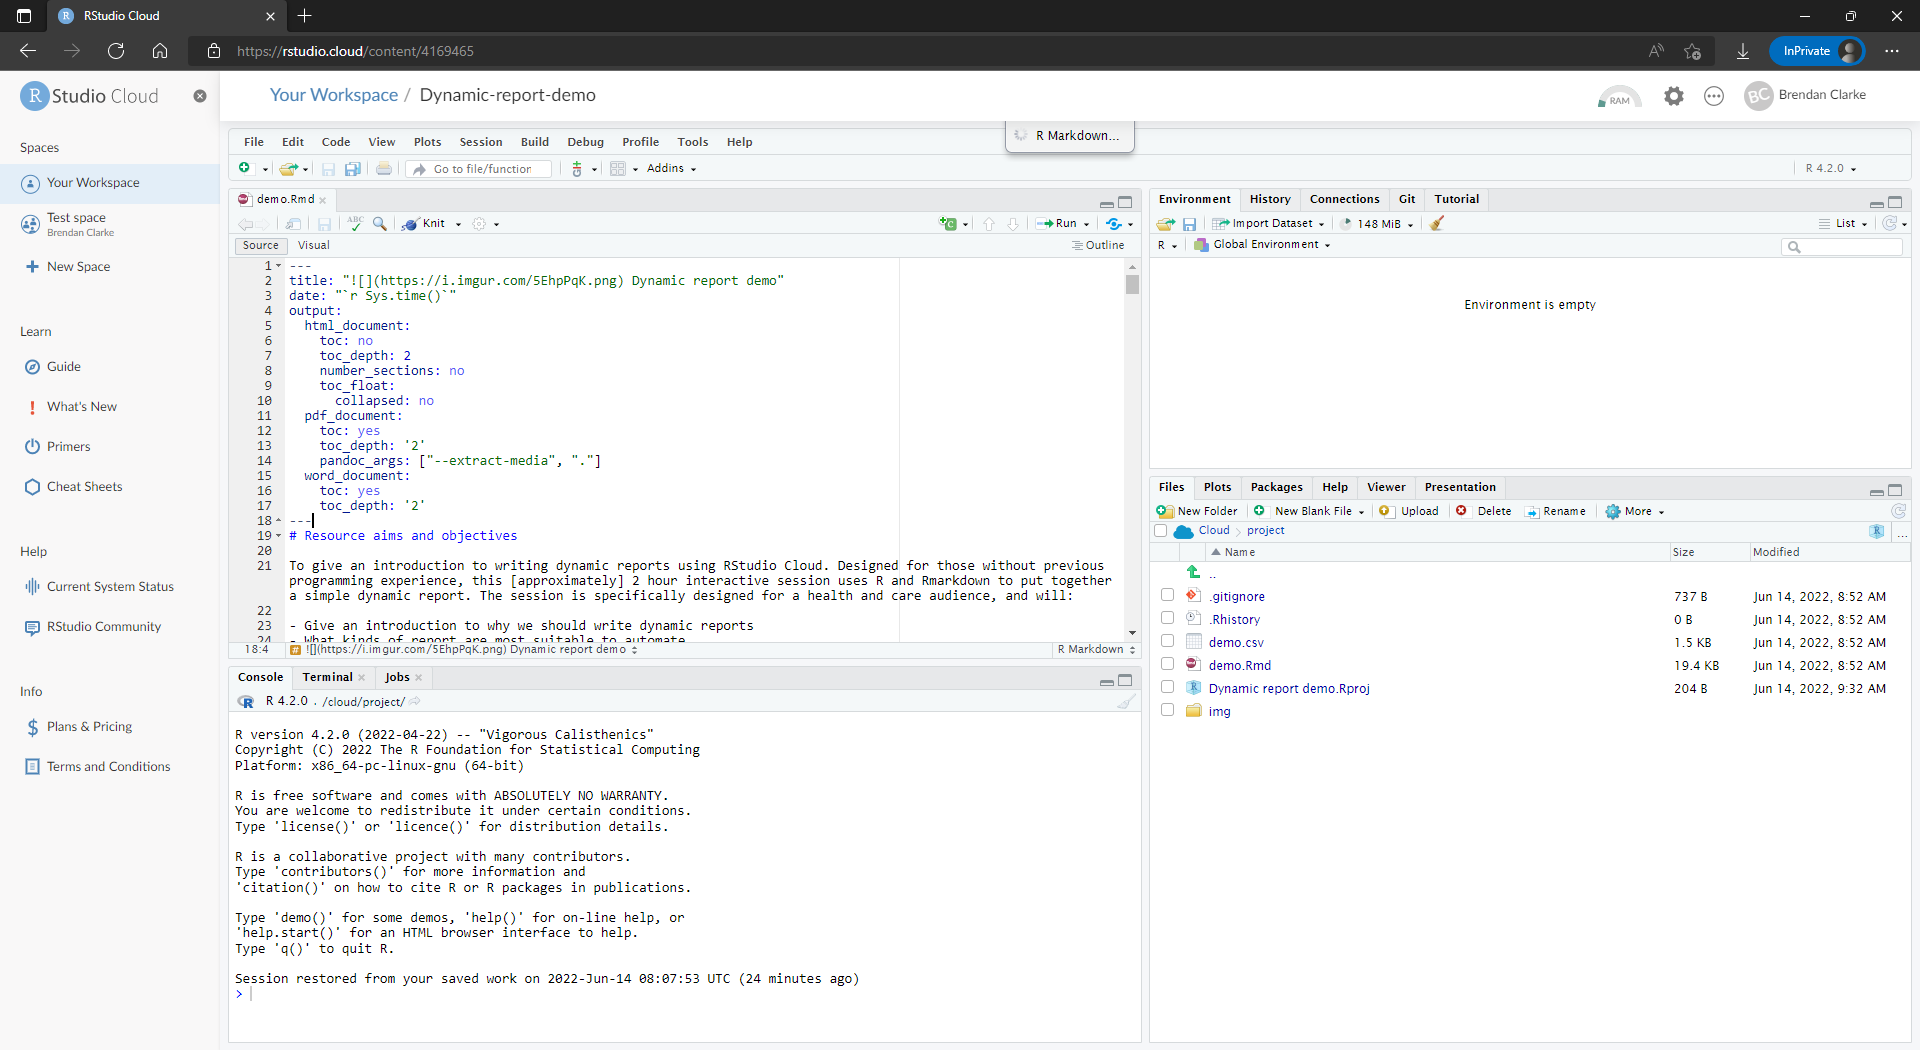 RStudio Cloud
https://rstudio.cloud/content/4169465
InPrivate
R Studio Cloud
Your Workspace / Dynamic-report-demo
RAM
BC Brendan Clarke
Spaces
Your Workspace
Test space
Brendan Clarke
New Space
Learn
Guide
What's New
Primers
Cheat Sheets
Help
Current System Status
RStudio Community
Info
Plans & Pricing
Terms and Conditions
R Markdown...
File Edit Code View Plots Session Build Debug Profile Tools Help
Go to file/function Addins R 4.2.0
demo.Rmd
ABC Knit Run
Source Visual Outline
1 ---
2 title: "![](https://i.imgur.com/5EhpPqK.png) Dynamic report demo"
3 date: "`r Sys.time()`"
4 output:
5 html_document:
6 toc: no
7 toc_depth: 2
8 number_sections: no
9 toc_float:
10 collapsed: no
11 pdf_document:
12 toc: yes
13 toc_depth: '2'
14 pandoc_args: ["--extract-media", "."]
15 word_document:
16 toc: yes
17 toc_depth: '2'
18 ---
19 # Resource aims and objectives
20
21 To give an introduction to writing dynamic reports using RStudio Cloud. Designed for those without previous
programming experience, this [approximately] 2 hour interactive session uses R and Rmarkdown to put together
a simple dynamic report. The session is specifically designed for a health and care audience, and will:
22
23 - Give an introduction to why we should write dynamic reports
24 - What kinds of report are most suitable to automate
18:4 # ![](https://i.imgur.com/5EhpPqK.png) Dynamic report demo R Markdown
Console Terminal Jobs
R 4.2.0 . /cloud/project/
R version 4.2.0 (2022-04-22) -- "Vigorous Calisthenics"
Copyright (C) 2022 The R Foundation for Statistical Computing
Platform: x86_64-pc-linux-gnu (64-bit)
R is free software and comes with ABSOLUTELY NO WARRANTY.
You are welcome to redistribute it under certain conditions.
Type 'license()' or 'licence()' for distribution details.
R is a collaborative project with many contributors.
Type 'contributors()' for more information and
'citation()' on how to cite R or R packages in publications.
Type 'demo()' for some demos, 'help()' for on-line help, or
'help.start()' for an HTML browser interface to help.
Type 'q()' to quit R.
Session restored from your saved work on 2022-Jun-14 08:07:53 UTC (24 minutes ago)
>
Environment History Connections Git Tutorial
Import Dataset 148 MiB List
R Global Environment
Environment is empty
Files Plots Packages Help Viewer Presentation
New Folder New Blank File Upload Delete Rename More
Cloud project ...
Name Size Modified
..
.gitignore 737 B Jun 14, 2022, 8:52 AM
.Rhistory 0 B Jun 14, 2022, 8:52 AM
demo.csv 1.5 KB Jun 14, 2022, 8:52 AM
demo.Rmd 19.4 KB Jun 14, 2022, 8:52 AM
Dynamic report demo.Rproj 204 B Jun 14, 2022, 9:32 AM
img